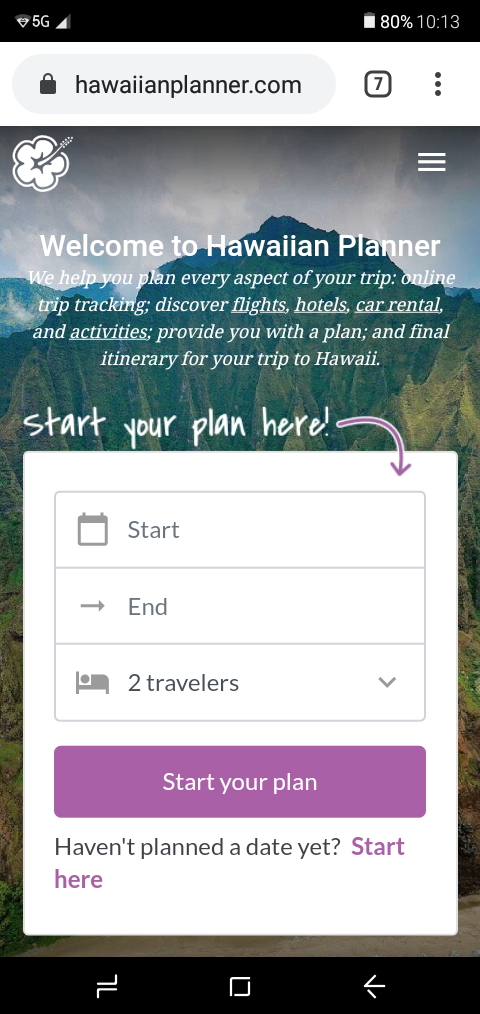 5G 80% 10:13
hawaiianplanner.com 7
Welcome to Hawaiian Planner
We help you plan every aspect of your trip: online
trip tracking; discover flights, hotels, car rental,
and activities; provide you with a plan; and final
itinerary for your trip to Hawaii.
Start your plan here!
Start
End
2 travelers
Start your plan
Haven't planned a date yet? Start
here